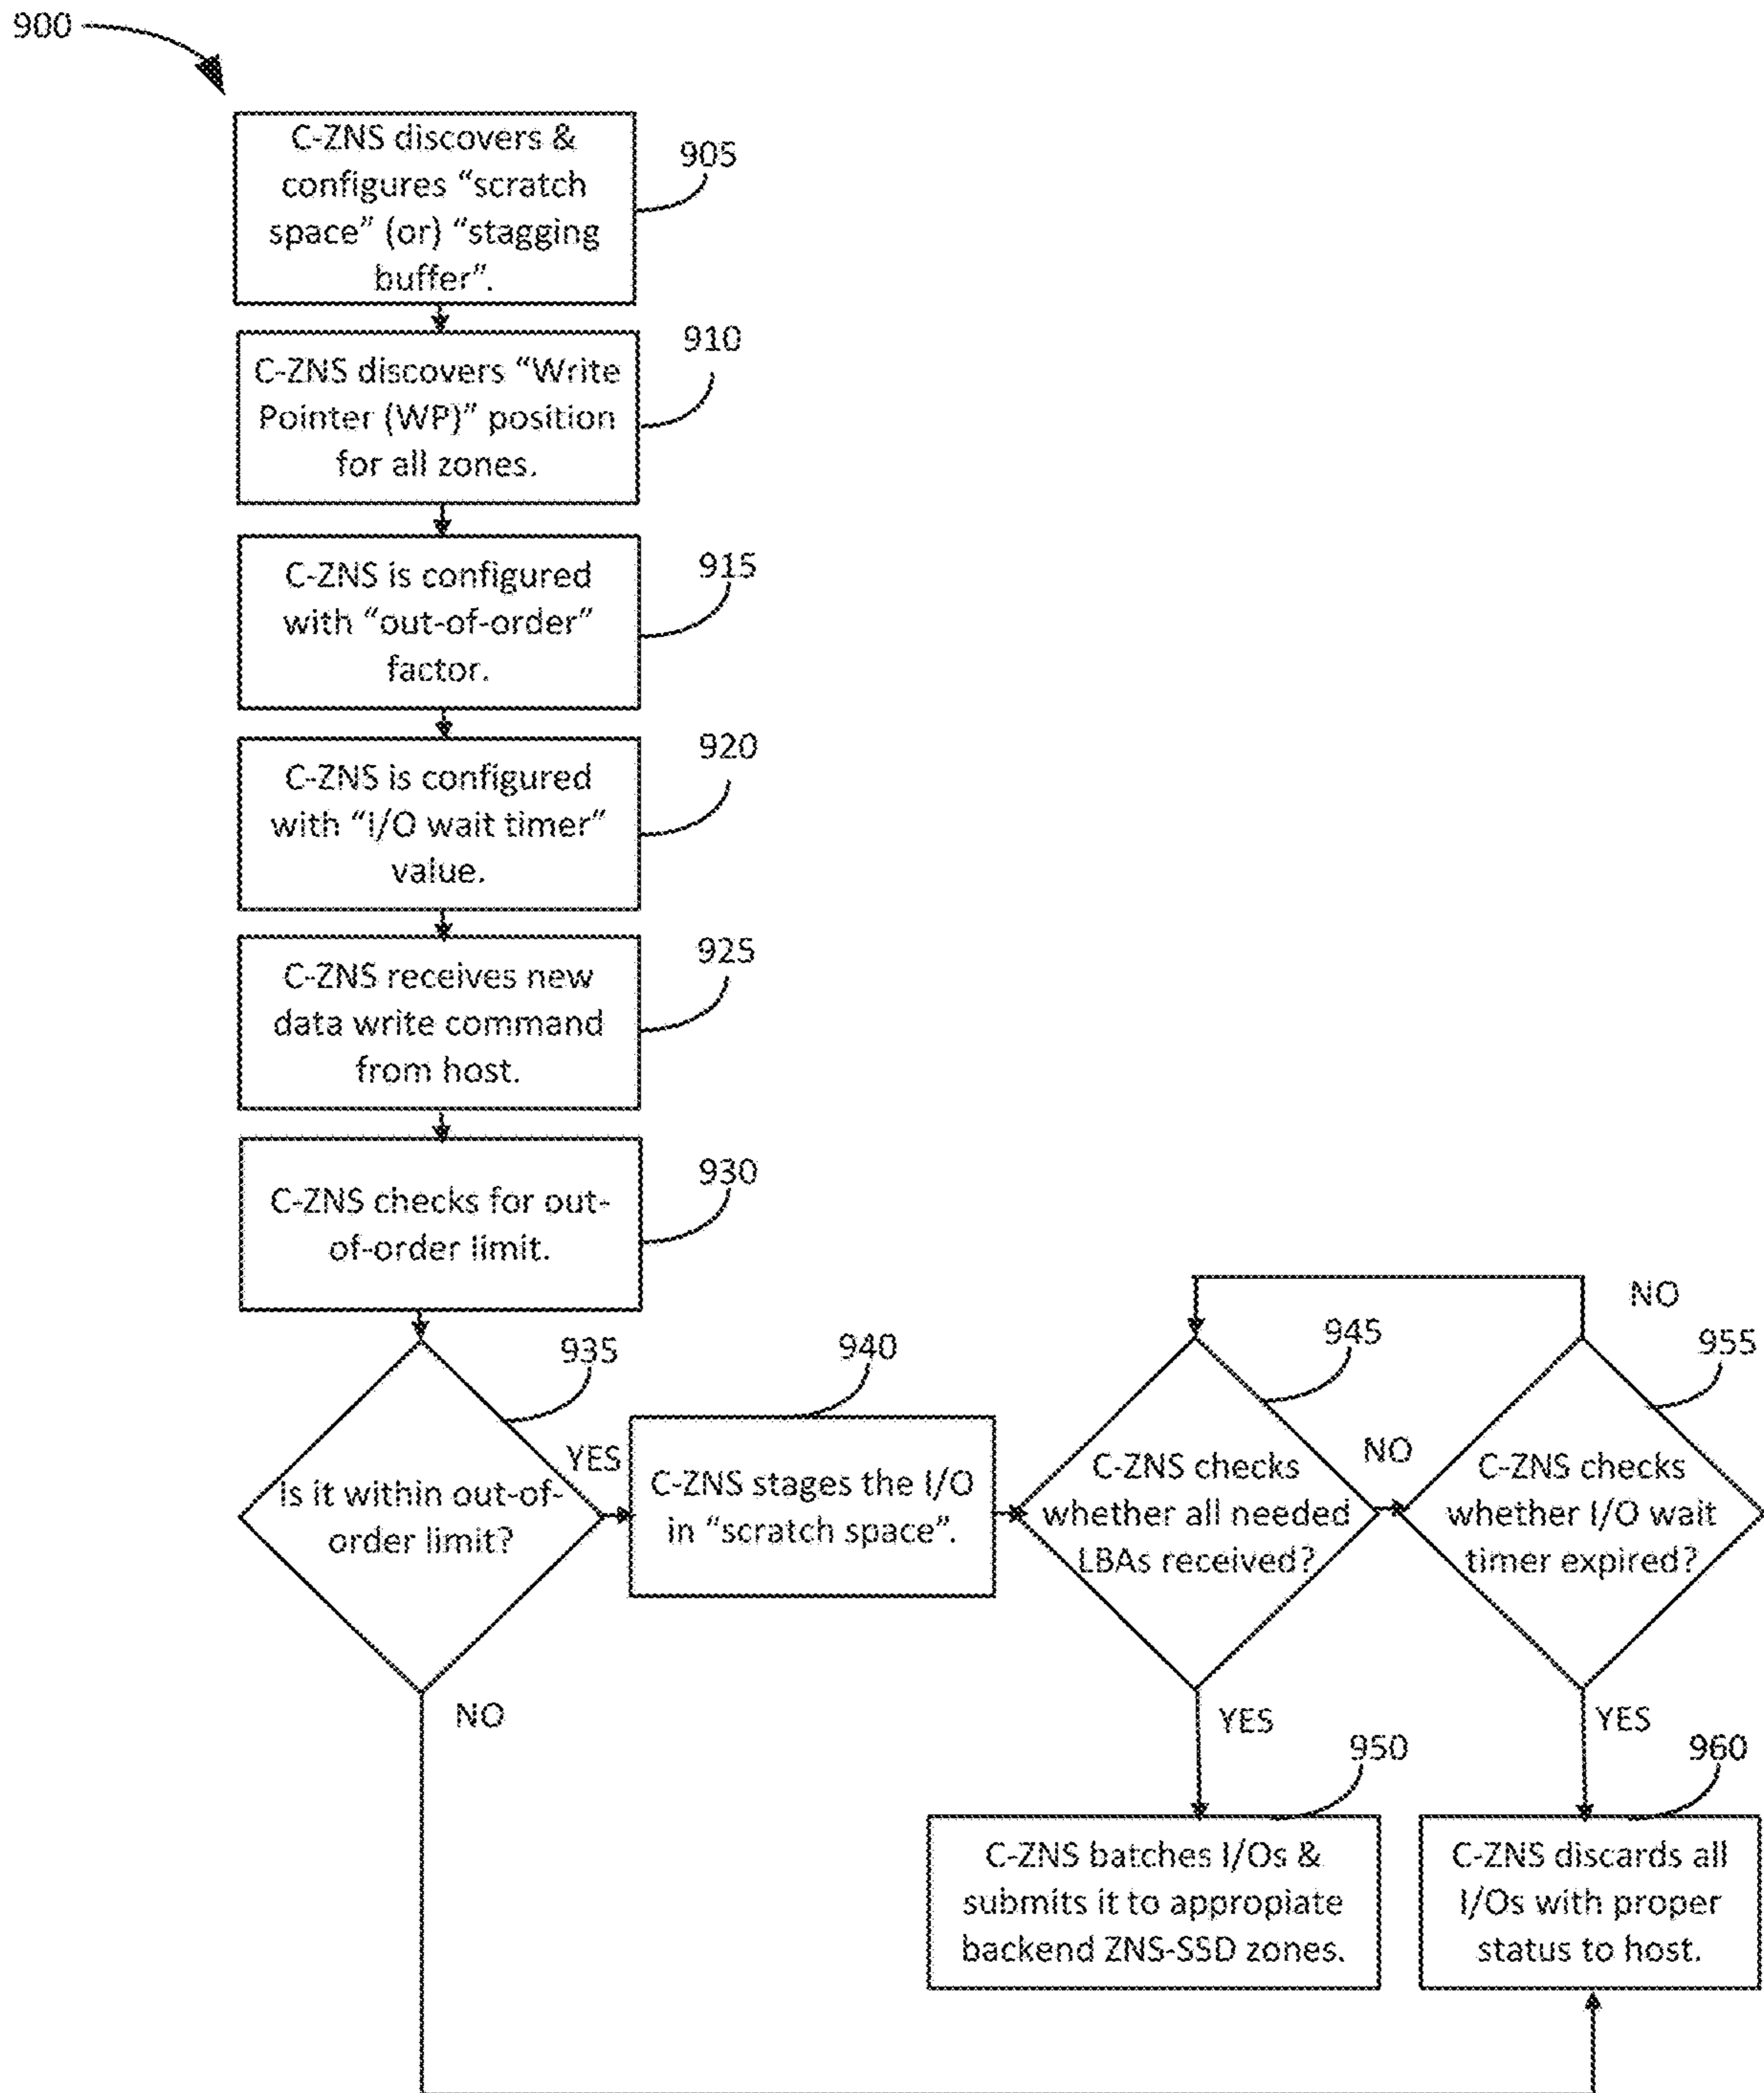 900
C-ZNS discovers &
configures “scratch
space” (or) “stagging
buffer”.
905
C-ZNS discovers “Write
Pointer (WP)” position
for all zones.
910
C-ZNS is configured
with “out-of-order”
factor.
915
C-ZNS is configured
with “I/O wait timer”
value.
920
C-ZNS receives new
data write command
from host.
925
C-ZNS checks for out-
of-order limit.
930
Is it within out-of-
order limit?
935
YES
NO
C-ZNS stages the I/O
in “scratch space”.
940
C-ZNS checks
whether all needed
LBAs received?
945
NO
YES
C-ZNS checks
whether I/O wait
timer expired?
955
NO
YES
C-ZNS batches I/Os &
submits it to appropiate
backend ZNS-SSD zones.
950
C-ZNS discards all
I/Os with proper
status to host.
960